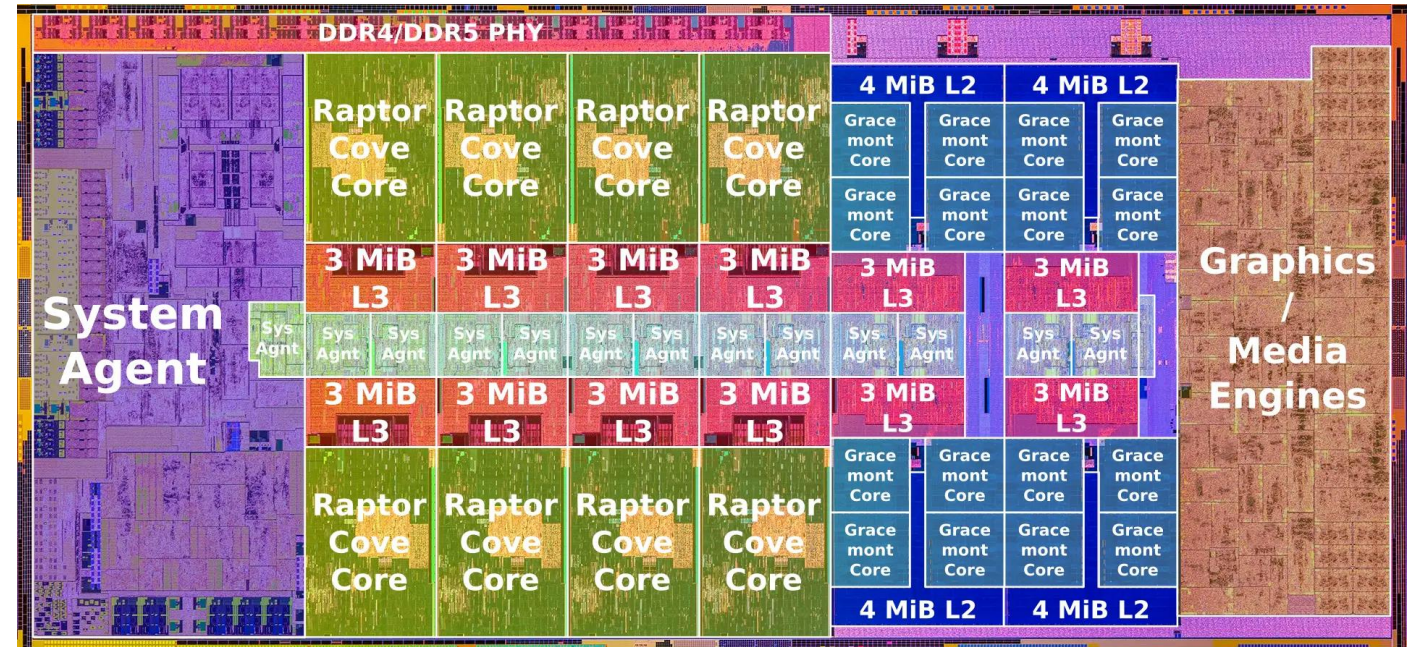 DDR4/DDR5 PHY
System
Agent
Raptor
Cove
Core
Raptor
Cove
Core
Raptor
Cove
Core
Raptor
Cove
Core
4 MiB L2
4 MiB L2
Grace
mont
Core
Grace
mont
Core
Grace
mont
Core
Grace
mont
Core
Grace
mont
Core
Grace
mont
Core
Grace
mont
Core
Grace
mont
Core
3 MiB
L3
3 MiB
L3
3 MiB
L3
3 MiB
L3
3 MiB
L3
3 MiB
L3
Sys
Agnt
Sys
Agnt
Sys
Agnt
Sys
Agnt
Sys
Agnt
Sys
Agnt
Sys
Agnt
Sys
Agnt
Sys
Agnt
Sys
Agnt
Sys
Agnt
Sys
Agnt
Sys
Agnt
3 MiB
L3
3 MiB
L3
3 MiB
L3
3 MiB
L3
3 MiB
L3
3 MiB
L3
Raptor
Cove
Core
Raptor
Cove
Core
Raptor
Cove
Core
Raptor
Cove
Core
Grace
mont
Core
Grace
mont
Core
Grace
mont
Core
Grace
mont
Core
Grace
mont
Core
Grace
mont
Core
Grace
mont
Core
Grace
mont
Core
4 MiB L2
4 MiB L2
Graphics
/
Media
Engines